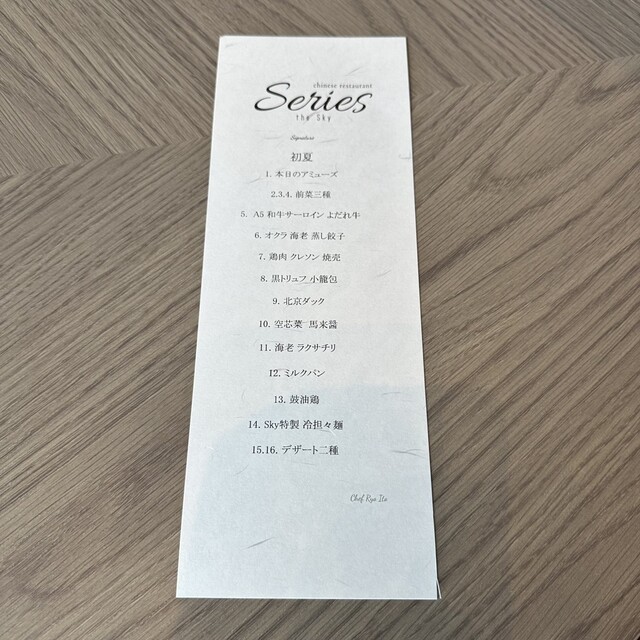 chinese restaurant
Series
the Sky
Signature
初夏
1. 本日のアミューズ
2.3.4. 前菜三種
5. A5 和牛サーロイン よだれ牛
6. オクラ 海老 蒸し餃子
7. 鶏肉 クレソン 焼売
8. 黒トリュフ 小籠包
9. 北京ダック
10. 空芯菜 馬来醤
11. 海老 ラクサチリ
12. ミルクパン
13. 鼓油鶏
14. Sky特製 冷担々麺
15.16. デザート二種
Chef Ryo Ito